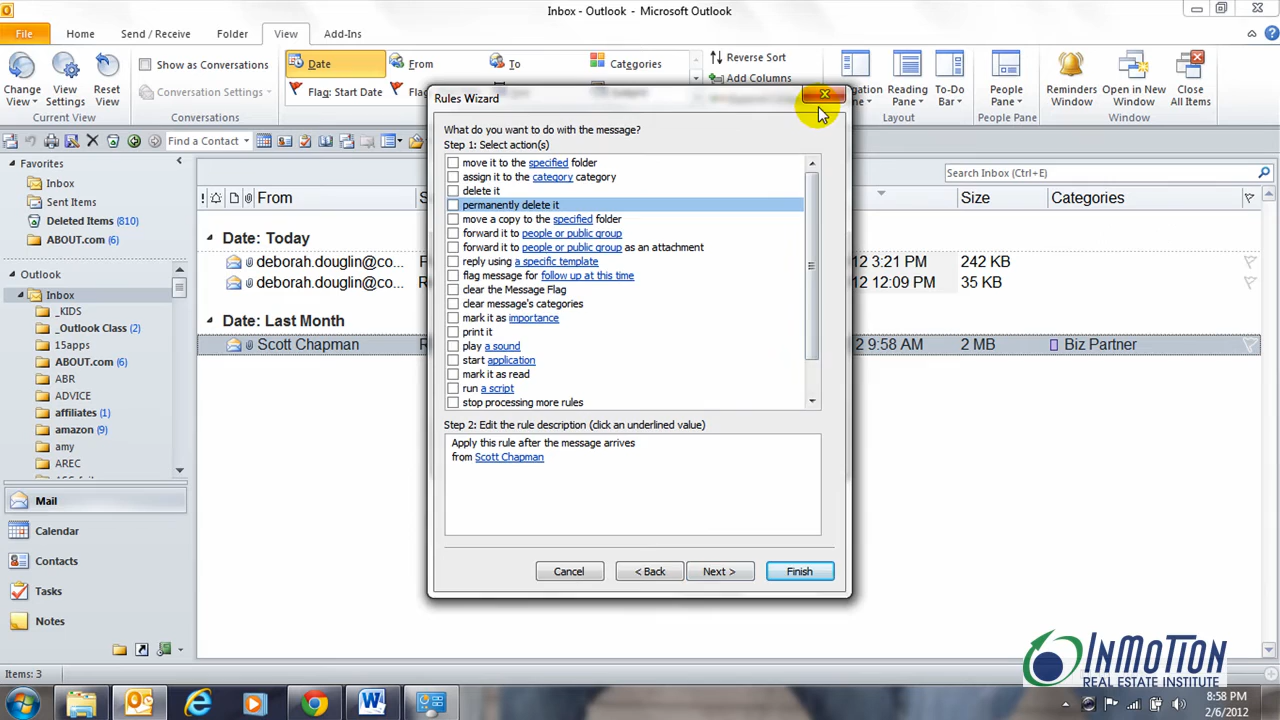 Inbox - Outlook - Microsoft Outlook
File Home Send / Receive Folder View Add-Ins
Change View
View Settings
Reset View
Current View
Show as Conversations
Conversation Settings
Conversations
Date From To Categories
Flag: Start Date
Reverse Sort
Add Columns
Reading Pane
To-Do Bar
Layout
People Pane
People Pane
Reminders Window
Open in New Window
Close All Items
Window
Find a Contact
Favorites
Inbox
Sent Items
Deleted Items (810)
ABOUT.com (6)
Outlook
Inbox
_KIDS
_Outlook Class (2)
15apps
ABOUT.com (6)
ABR
ADVICE
affiliates (1)
amazon (9)
amy
AREC
Mail
Calendar
Contacts
Tasks
Notes
Search Inbox (Ctrl+E)
From
Size
Categories
Date: Today
deborah.douglin@co...
12 3:21 PM 242 KB
deborah.douglin@co...
12 12:09 PM 35 KB
Date: Last Month
Scott Chapman
2 9:58 AM 2 MB Biz Partner
Rules Wizard
What do you want to do with the message?
Step 1: Select action(s)
move it to the specified folder
assign it to the category category
delete it
permanently delete it
move a copy to the specified folder
forward it to people or public group
forward it to people or public group as an attachment
reply using a specific template
flag message for follow up at this time
clear the Message Flag
clear message's categories
mark it as importance
print it
play a sound
start application
mark it as read
run a script
stop processing more rules
Step 2: Edit the rule description (click an underlined value)
Apply this rule after the message arrives
from Scott Chapman
Cancel < Back Next > Finish
Items: 3
INMOTION
REAL ESTATE INSTITUTE
8:58 PM
2/6/2012